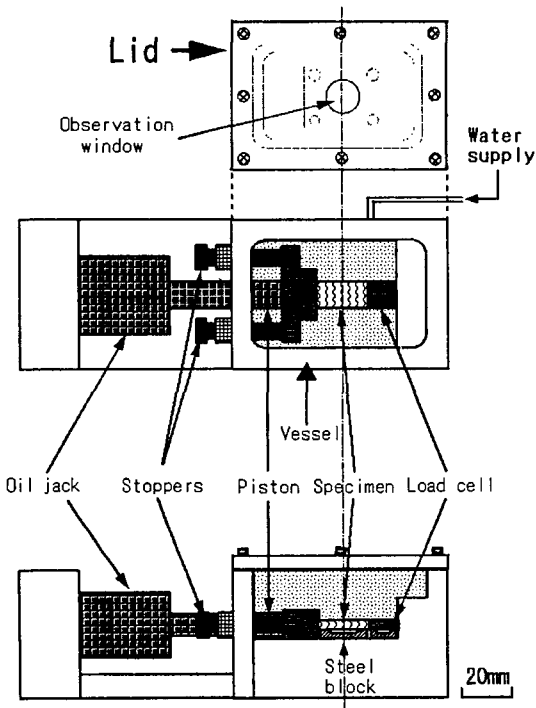 Lid
Observation
window
Water
supply
Vessel
Oil jack
Stoppers
Piston
Specimen
Load cell
Steel
block
20mm